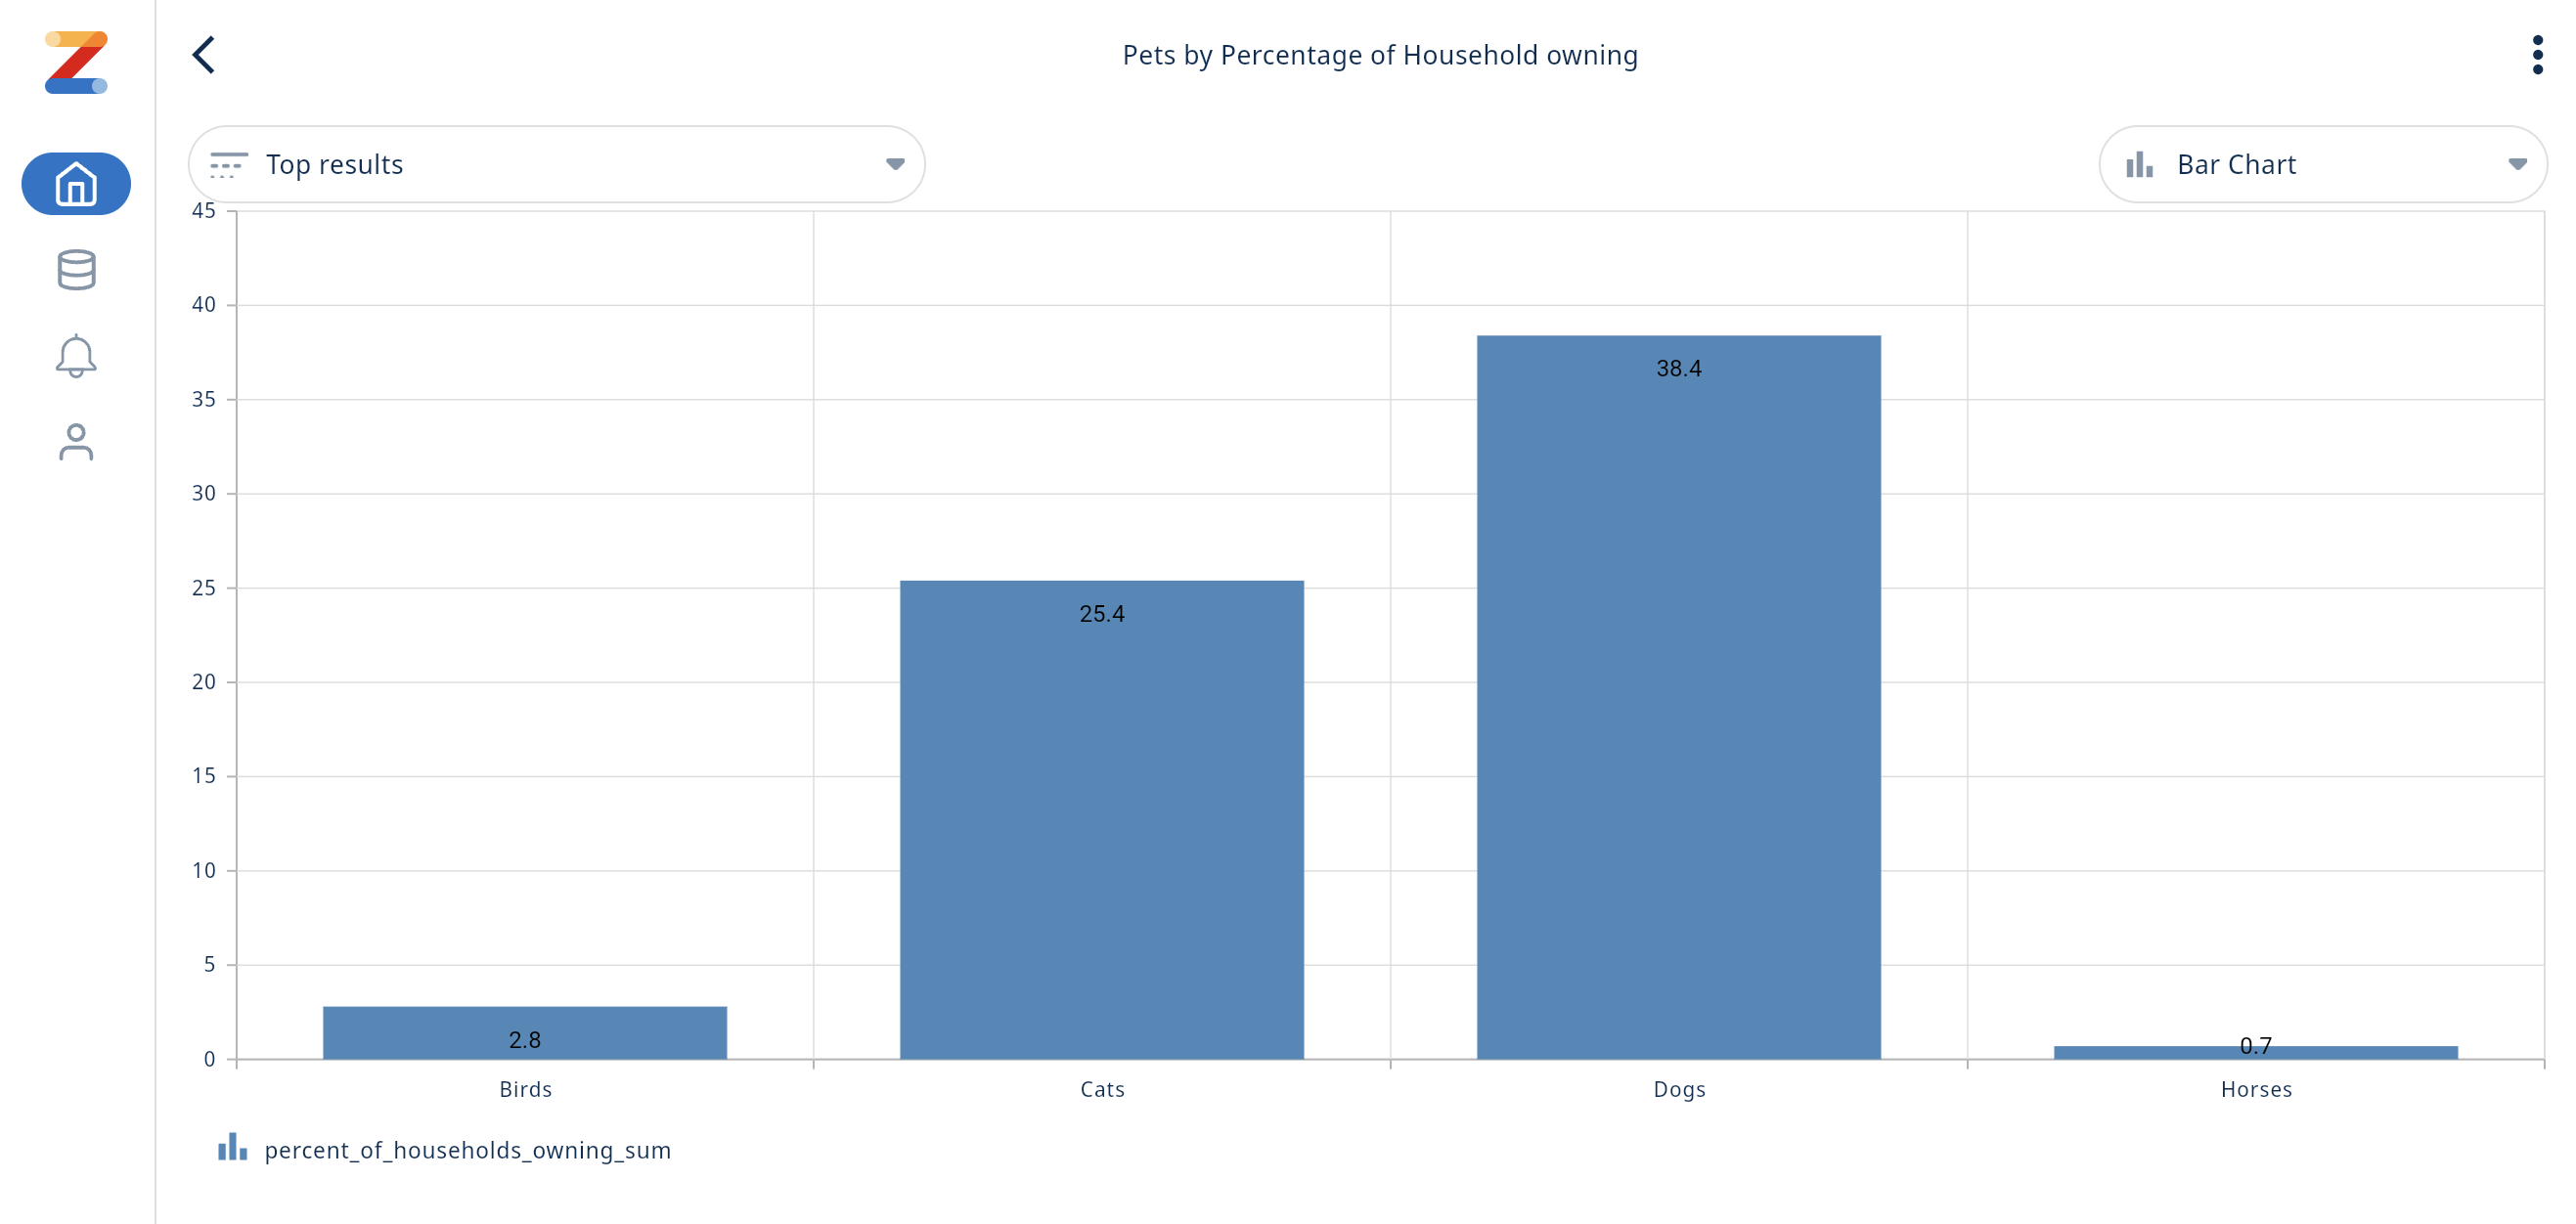 Pets by Percentage of Household owning
Top results
Bar Chart
45
40
35
30
25
20
15
10
5
0
2.8
25.4
38.4
0.7
Birds
Cats
Dogs
Horses
percent_of_households_owning_sum